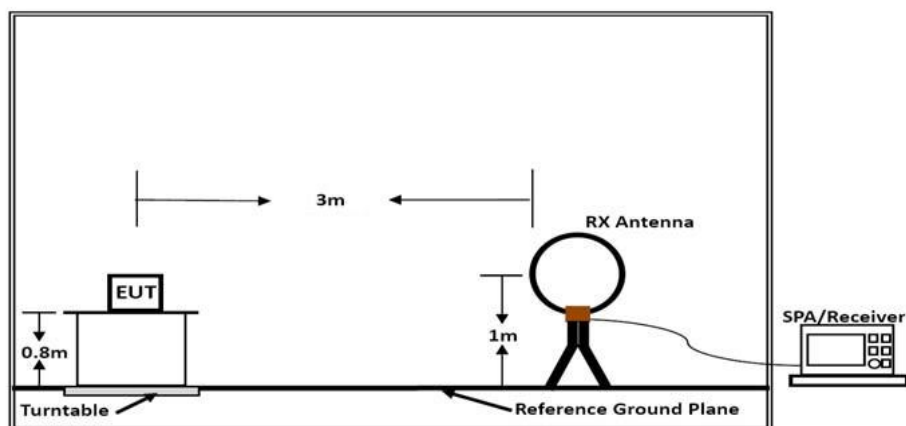 3m
RX Antenna
EUT
SPA/Receiver
0.8m
1m
Turntable
Reference Ground Plane